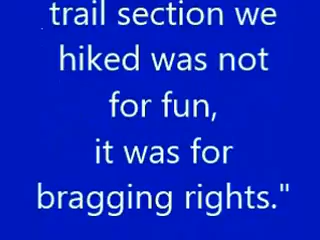 trail section we
hiked was not
for fun,
it was for
bragging rights."